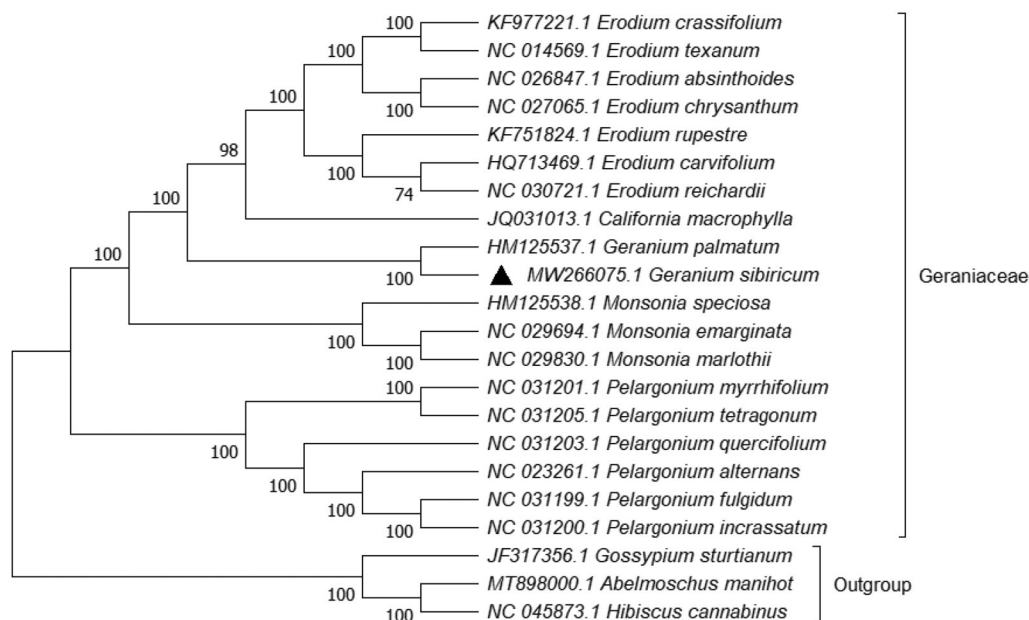 KF977221.1 Erodium crassifolium
100
NC 014569.1 Erodium texanum
100
NC 026847.1 Erodium absinthoides
100
NC 027065.1 Erodium chrysanthum
100
KF751824.1 Erodium rupestre
98
HQ713469.1 Erodium carvifolium
100
NC 030721.1 Erodium reichardii
74
100
JQ031013.1 California macrophylla
HM125537.1 Geranium palmatum
100
100
MW266075.1 Geranium sibiricum
Geraniaceae
HM125538.1 Monsonia speciosa
NC 029694.1 Monsonia emarginata
100
NC 029830.1 Monsonia marlothii
100
NC 031201.1 Pelargonium myrrhifolium
100
NC 031205.1 Pelargonium tetragonum
NC 031203.1 Pelargonium quercifolium
100
NC 023261.1 Pelargonium alternans
100
NC 031199.1 Pelargonium fulgidum
100
NC 031200.1 Pelargonium incrassatum
100
JF317356.1 Gossypium sturtianum
MT898000.1 Abelmoschus manihot
Outgroup
100
NC 045873.1 Hibiscus cannabinus
100